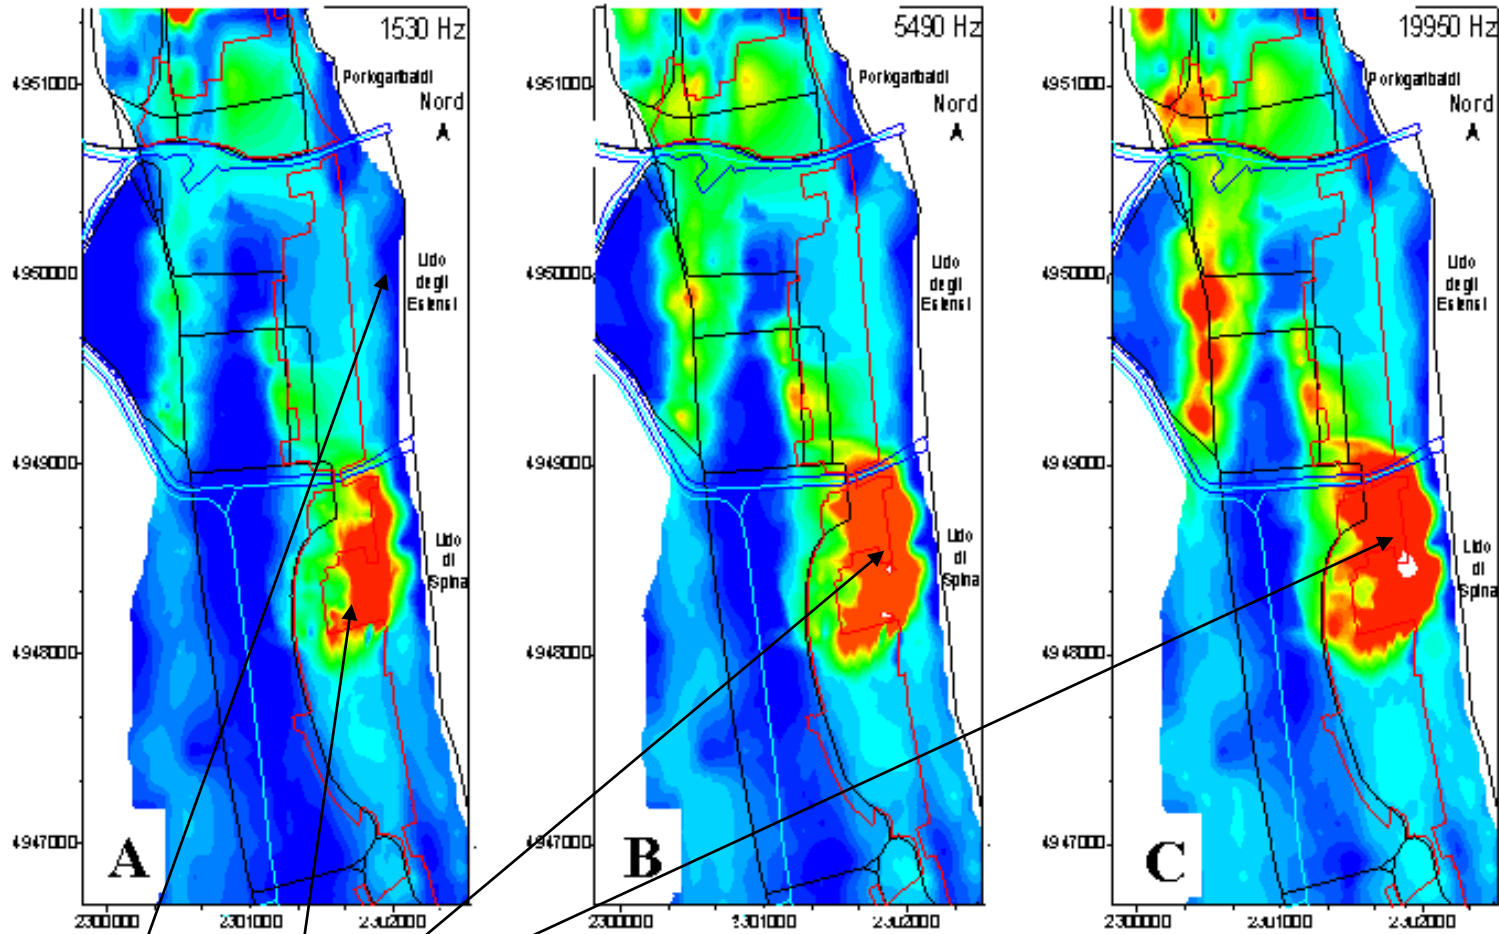 1530 Hz
4951000
Porkgaribaldi
Nord
4950000
Lido
degli
Estensi
4949000
Lido
di
Spina
4948000
4947000
A
2300000 2301000 2302000
5490 Hz
4951000
Porkgaribaldi
Nord
4950000
Lido
degli
Estensi
4949000
Lido
di
Spina
4948000
4947000
B
2300000 2301000 2302000
19950 Hz
4951000
Porkgaribaldi
Nord
4950000
Lido
degli
Estensi
4949000
Lido
di
Spina
4948000
4947000
C
2300000 2301000 2302000